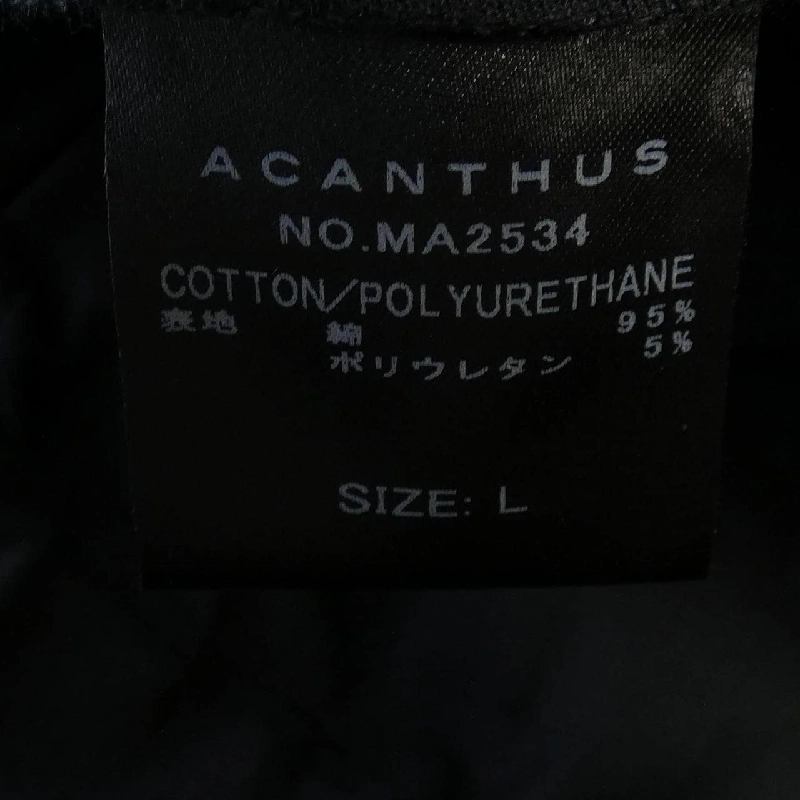 ACANTHUS
NO.MA2534
COTTON/POLYURETHANE
表地 綿 95%
ポリウレタン 5%
SIZE: L